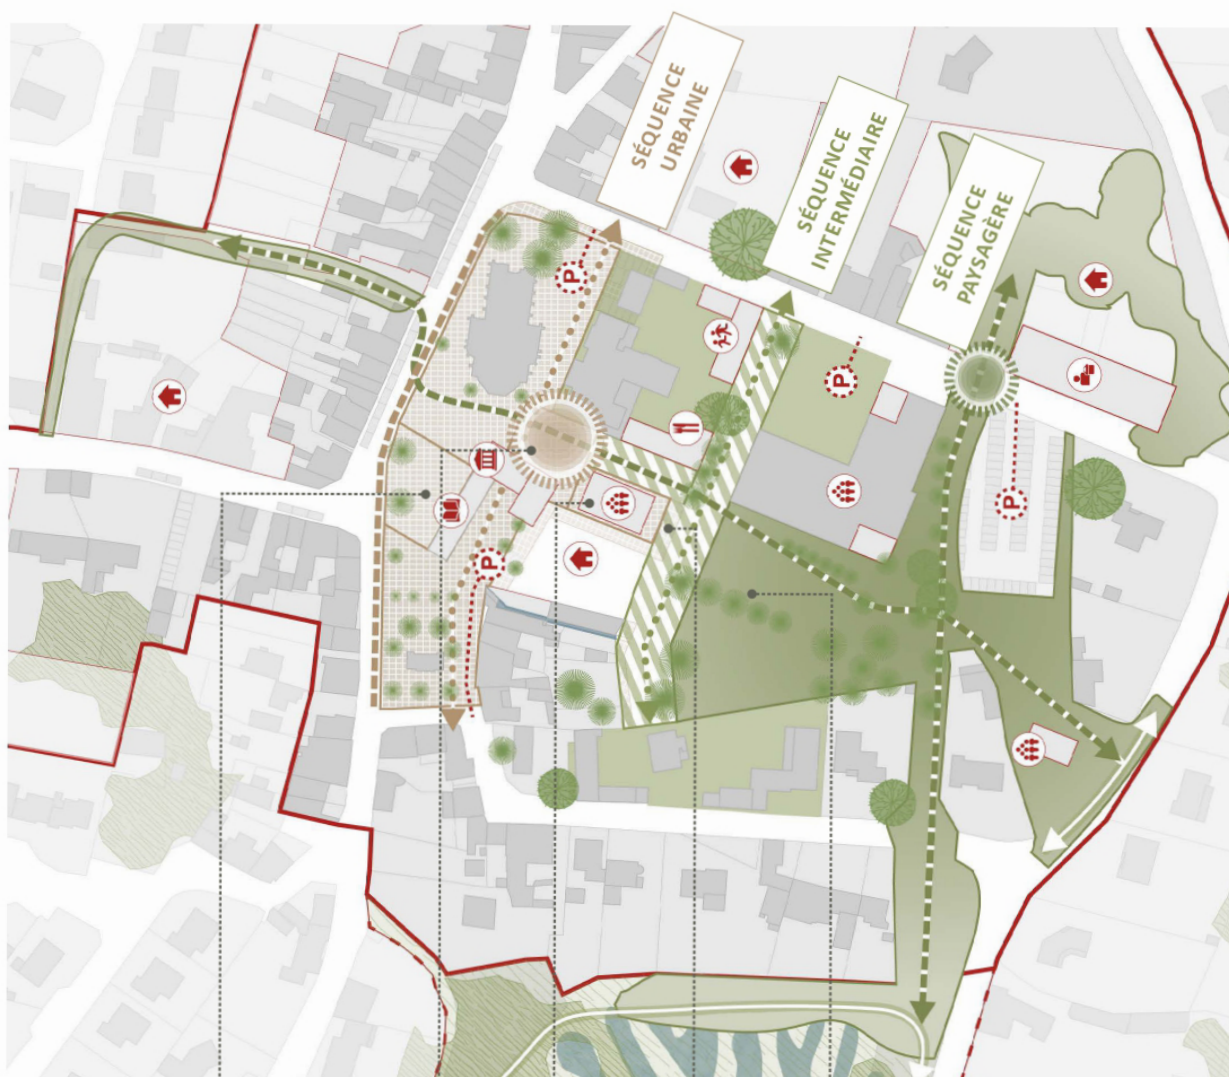 SÉQUENCE
URBAINE
SÉQUENCE
INTERMÉDIAIRE
SÉQUENCE
PAYSAGÈRE
P
P
P
P